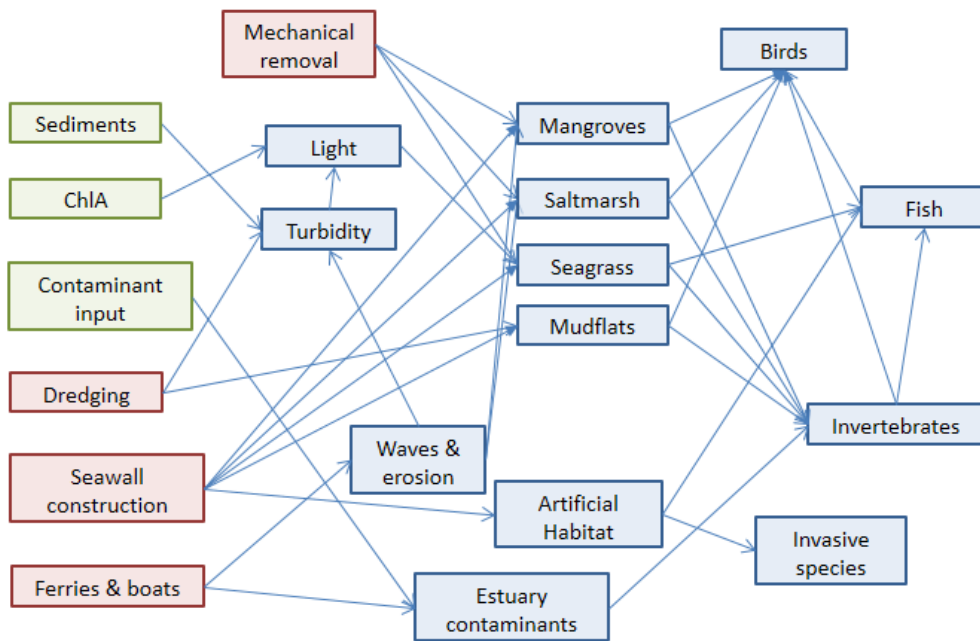 Mechanical
removal
Birds
Sediments
Light
Mangroves
ChlA
Saltmarsh
Fish
Turbidity
Seagrass
Contaminant
input
Mudflats
Dredging
Invertebrates
Waves &
erosion
Seawall
construction
Artificial
Habitat
Invasive
species
Ferries & boats
Estuary
contaminants